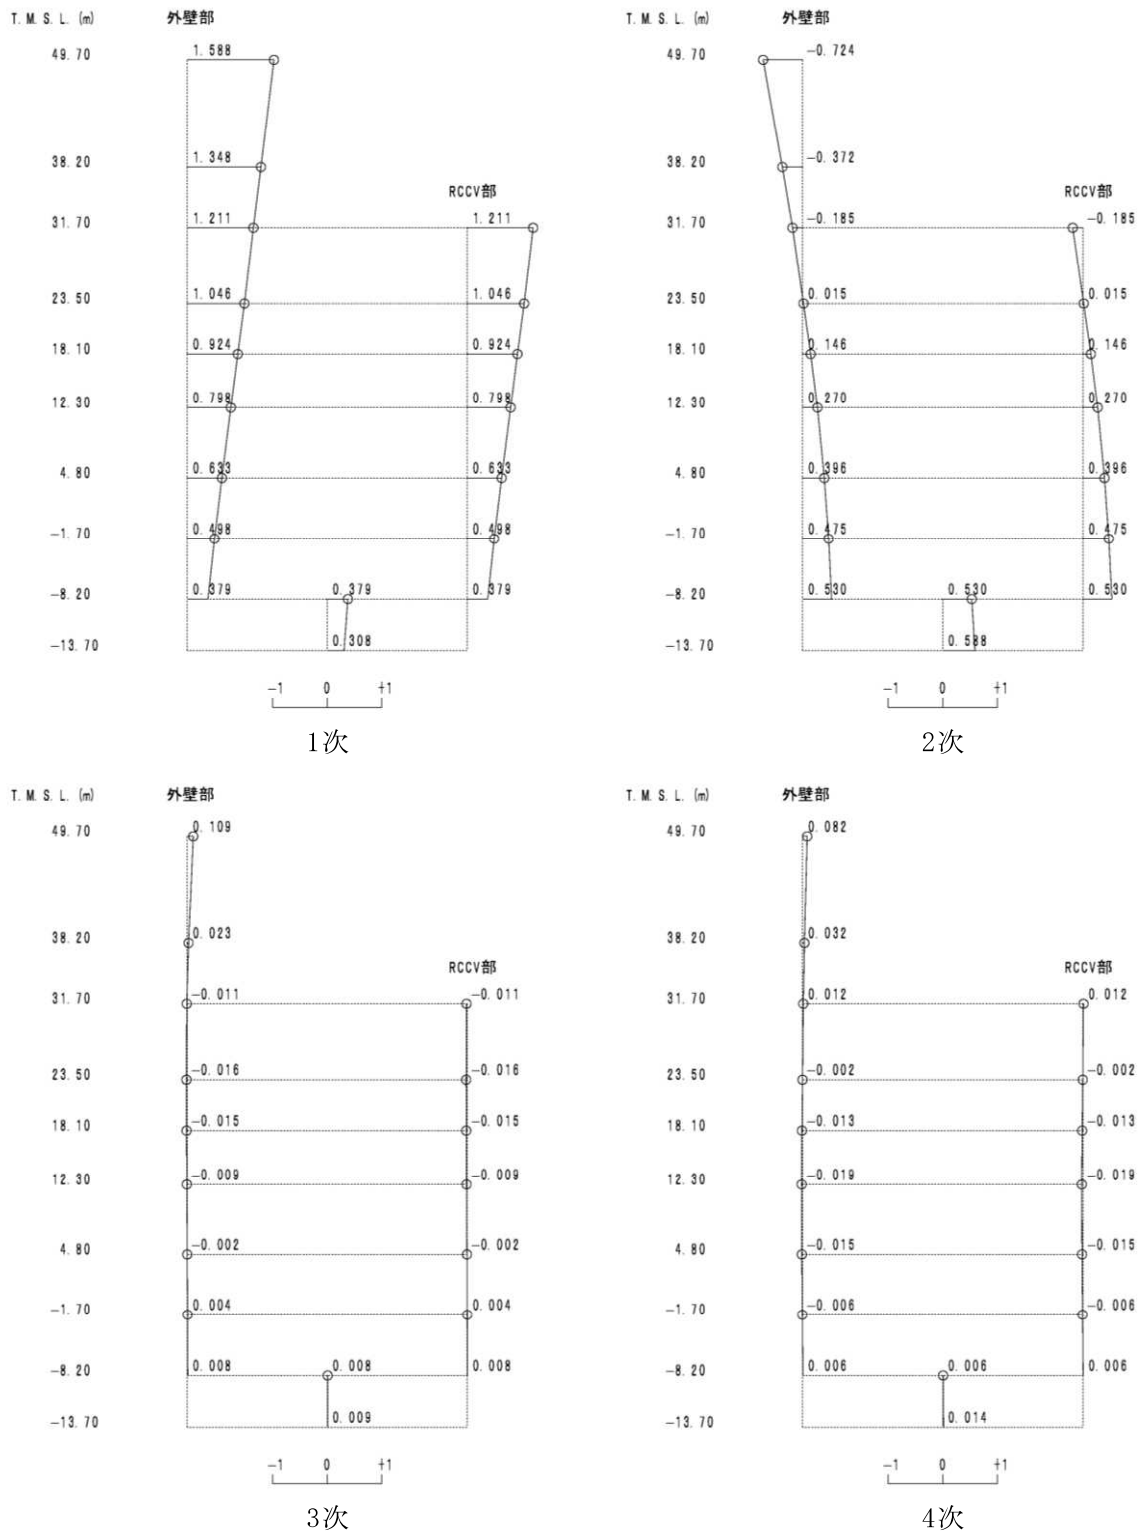 T. M. S. L. (m) 外壁部
49. 70 1. 588
38. 20 1. 348
RCCV部
31. 70 1. 211 1. 211
23. 50 1. 046 1. 046
18. 10 0. 924 0. 924
12. 30 0. 798 0. 798
4. 80 0. 633 0. 633
-1. 70 0. 498 0. 498
-8. 20 0. 379 0. 379 0. 379
-13. 70 0. 308
-1 0 +1
1次
T. M. S. L. (m) 外壁部
49. 70 -0. 724
38. 20 -0. 372
RCCV部
31. 70 -0. 185 -0. 185
23. 50 0. 015 0. 015
18. 10 0. 146 0. 146
12. 30 0. 270 0. 270
4. 80 0. 396 0. 396
-1. 70 0. 475 0. 475
-8. 20 0. 530 0. 530 0. 530
-13. 70 0. 588
-1 0 +1
2次
T. M. S. L. (m) 外壁部
49. 70 0. 109
38. 20 0. 023
RCCV部
31. 70 -0. 011 -0. 011
23. 50 -0. 016 -0. 016
18. 10 -0. 015 -0. 015
12. 30 -0. 009 -0. 009
4. 80 -0. 002 -0. 002
-1. 70 0. 004 0. 004
-8. 20 0. 008 0. 008 0. 008
-13. 70 0. 009
-1 0 +1
3次
T. M. S. L. (m) 外壁部
49. 70 0. 082
38. 20 0. 032
RCCV部
31. 70 0. 012 0. 012
23. 50 -0. 002 -0. 002
18. 10 -0. 013 -0. 013
12. 30 -0. 019 -0. 019
4. 80 -0. 015 -0. 015
-1. 70 -0. 006 -0. 006
-8. 20 0. 006 0. 006 0. 006
-13. 70 0. 014
-1 0 +1
4次